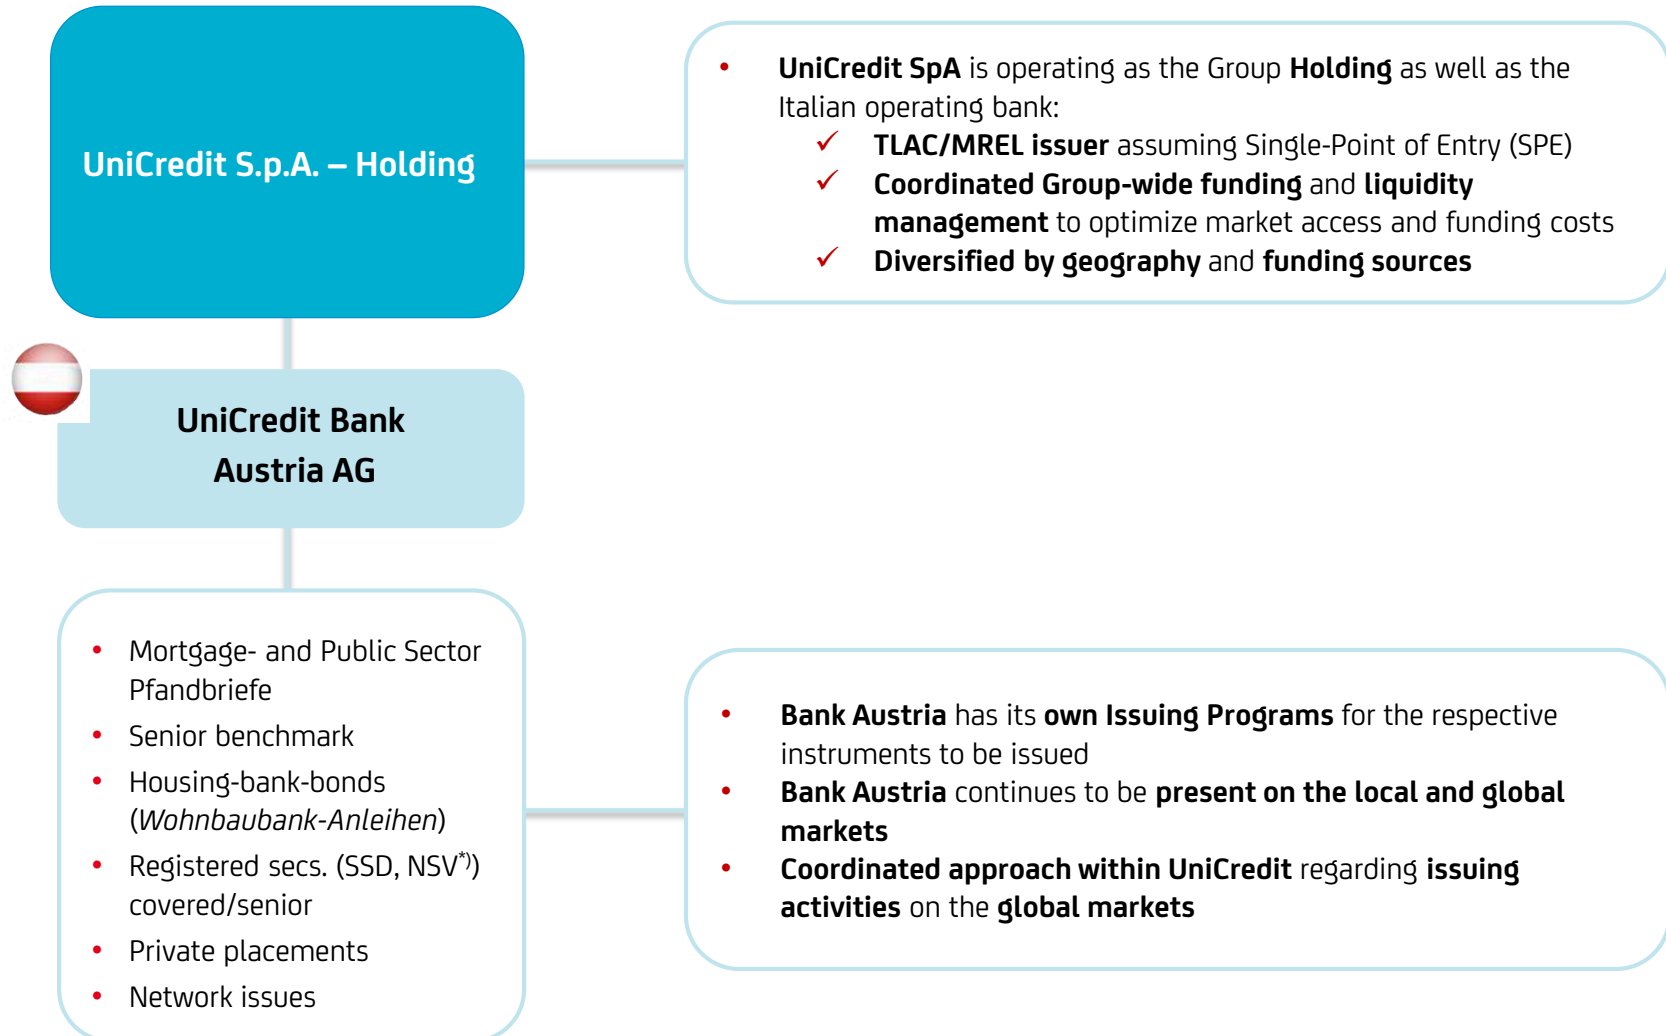 UniCredit S.p.A. – Holding
• UniCredit SpA is operating as the Group Holding as well as the
Italian operating bank:
✓ TLAC/MREL issuer assuming Single-Point of Entry (SPE)
✓ Coordinated Group-wide funding and liquidity
management to optimize market access and funding costs
✓ Diversified by geography and funding sources
UniCredit Bank
Austria AG
• Mortgage- and Public Sector
Pfandbriefe
• Senior benchmark
• Housing-bank-bonds
(Wohnbaubank-Anleihen)
• Registered secs. (SSD, NSV*))
covered/senior
• Private placements
• Network issues
• Bank Austria has its own Issuing Programs for the respective
instruments to be issued
• Bank Austria continues to be present on the local and global
markets
• Coordinated approach within UniCredit regarding issuing
activities on the global markets